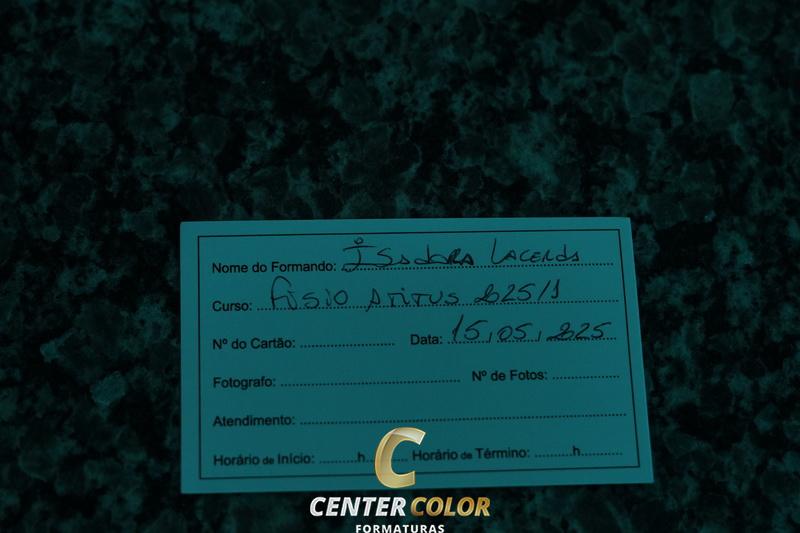 Nome do Formando: Isadora Lacerda
Curso: Fisio Atitus 2025/1
Nº do Cartão: Data: 15.05.2025
Fotografo: Nº de Fotos:
Atendimento:
Horário de Início: h Horário de Término: h
CENTER COLOR
FORMATURAS